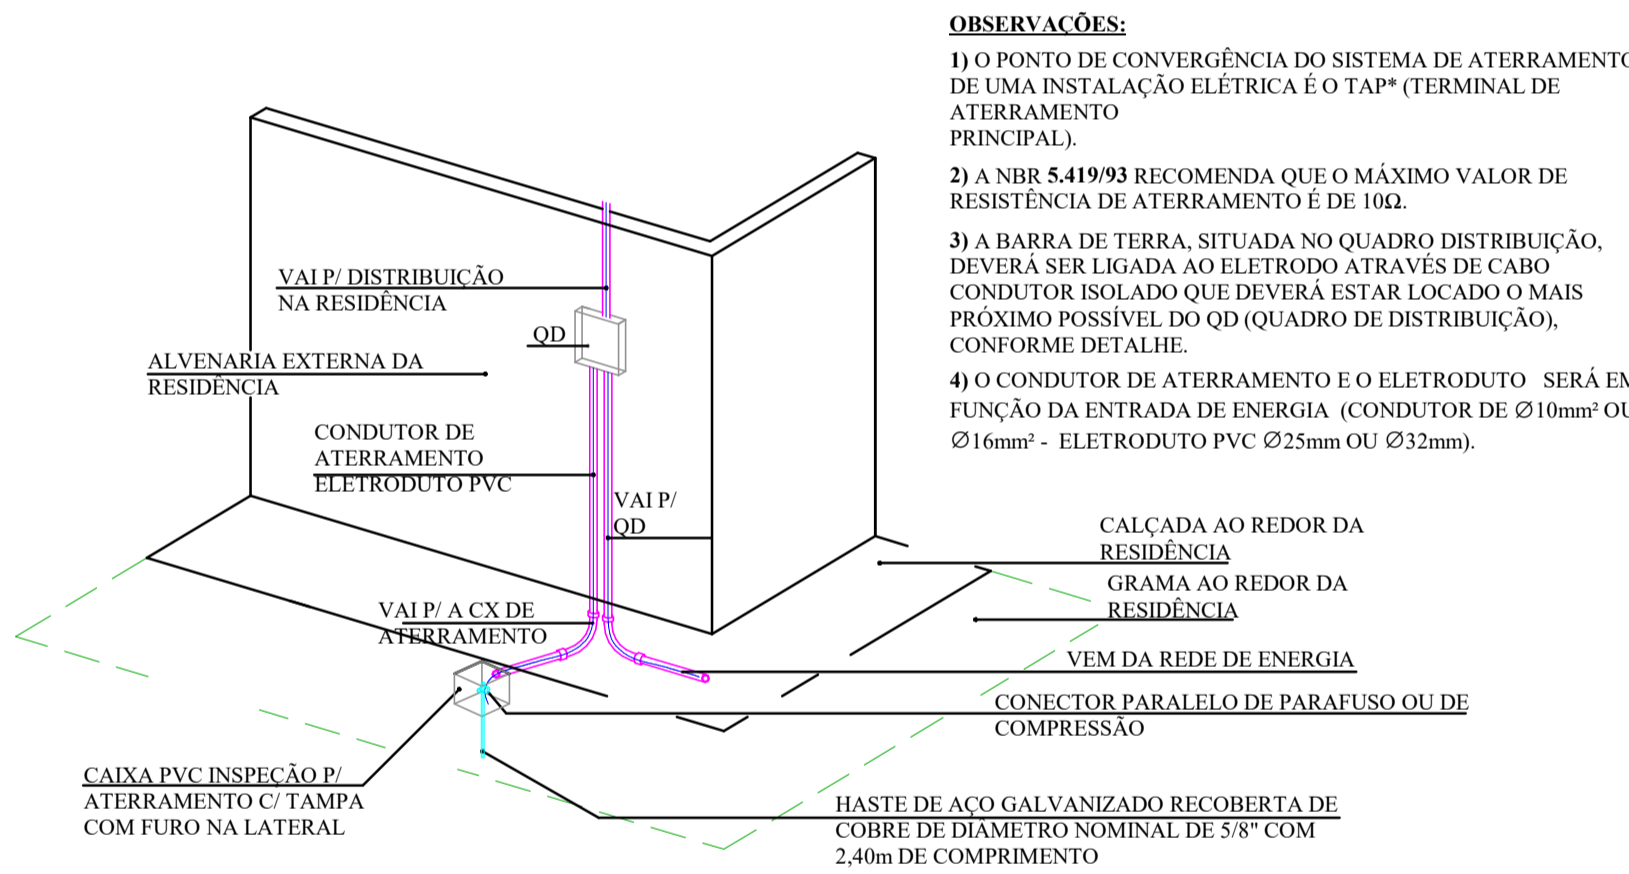 OBSERVAÇÕES:
1) O PONTO DE CONVERGÊNCIA DO SISTEMA DE ATERRAMENTO
DE UMA INSTALAÇÃO ELÉTRICA É O TAP* (TERMINAL DE
ATERRAMENTO
PRINCIPAL).
2) A NBR 5.419/93 RECOMENDA QUE O MÁXIMO VALOR DE
RESISTÊNCIA DE ATERRAMENTO É DE 10Ω.
3) A BARRA DE TERRA, SITUADA NO QUADRO DISTRIBUIÇÃO,
DEVERÁ SER LIGADA AO ELETRODO ATRAVÉS DE CABO
CONDUTOR ISOLADO QUE DEVERÁ ESTAR LOCADO O MAIS
PRÓXIMO POSSÍVEL DO QD (QUADRO DE DISTRIBUIÇÃO),
CONFORME DETALHE.
4) O CONDUTOR DE ATERRAMENTO E O ELETRODUTO SERÁ EM
FUNÇÃO DA ENTRADA DE ENERGIA (CONDUTOR DE ∅10mm² OU
∅16mm² - ELETRODUTO PVC ∅25mm OU ∅32mm).
VAI P/ DISTRIBUIÇÃO
NA RESIDÊNCIA
QD
ALVENARIA EXTERNA DA
RESIDÊNCIA
CONDUTOR DE
ATERRAMENTO
ELETRODUTO PVC
VAI P/
QD
CALÇADA AO REDOR DA
RESIDÊNCIA
GRAMA AO REDOR DA
RESIDÊNCIA
VAI P/ A CX DE
ATERRAMENTO
VEM DA REDE DE ENERGIA
CONECTOR PARALELO DE PARAFUSO OU DE
COMPRESSÃO
CAIXA PVC INSPEÇÃO P/
ATERRAMENTO C/ TAMPA
COM FURO NA LATERAL
HASTE DE AÇO GALVANIZADO RECOBERTA DE
COBRE DE DIÂMETRO NOMINAL DE 5/8" COM
2,40m DE COMPRIMENTO